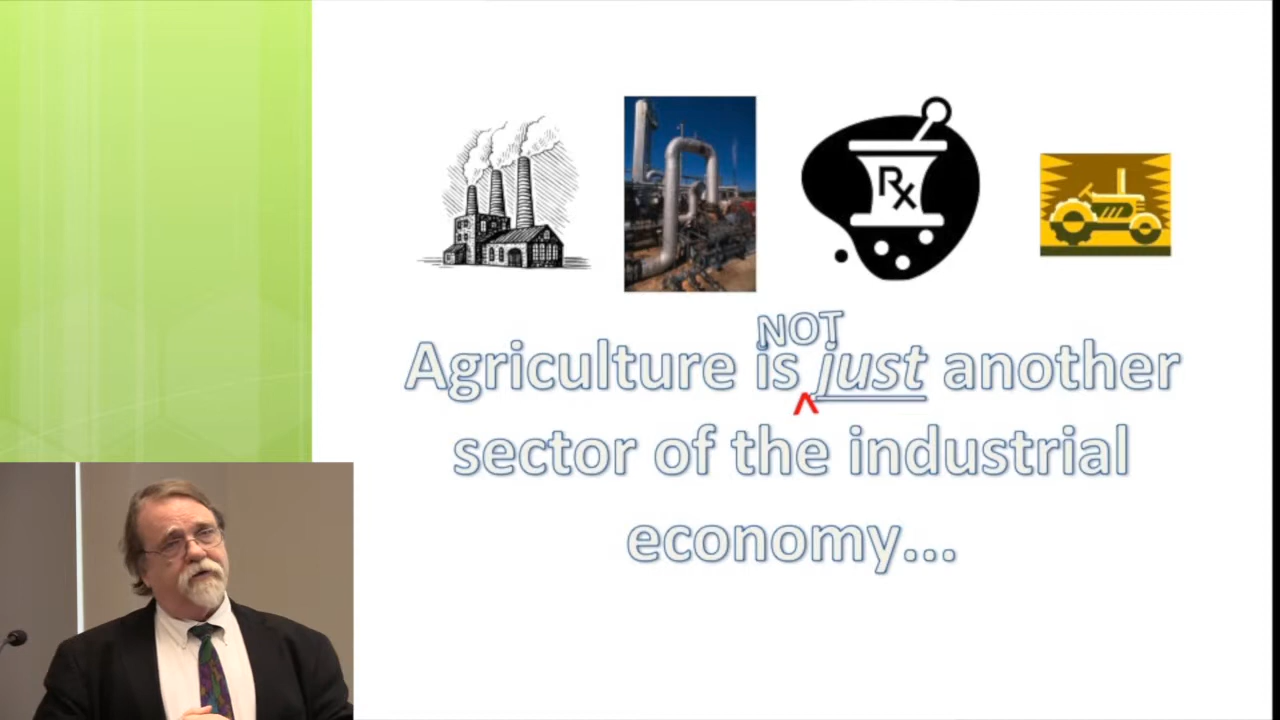 Rx
NOT
Agriculture is ^ just another
sector of the industrial
economy...